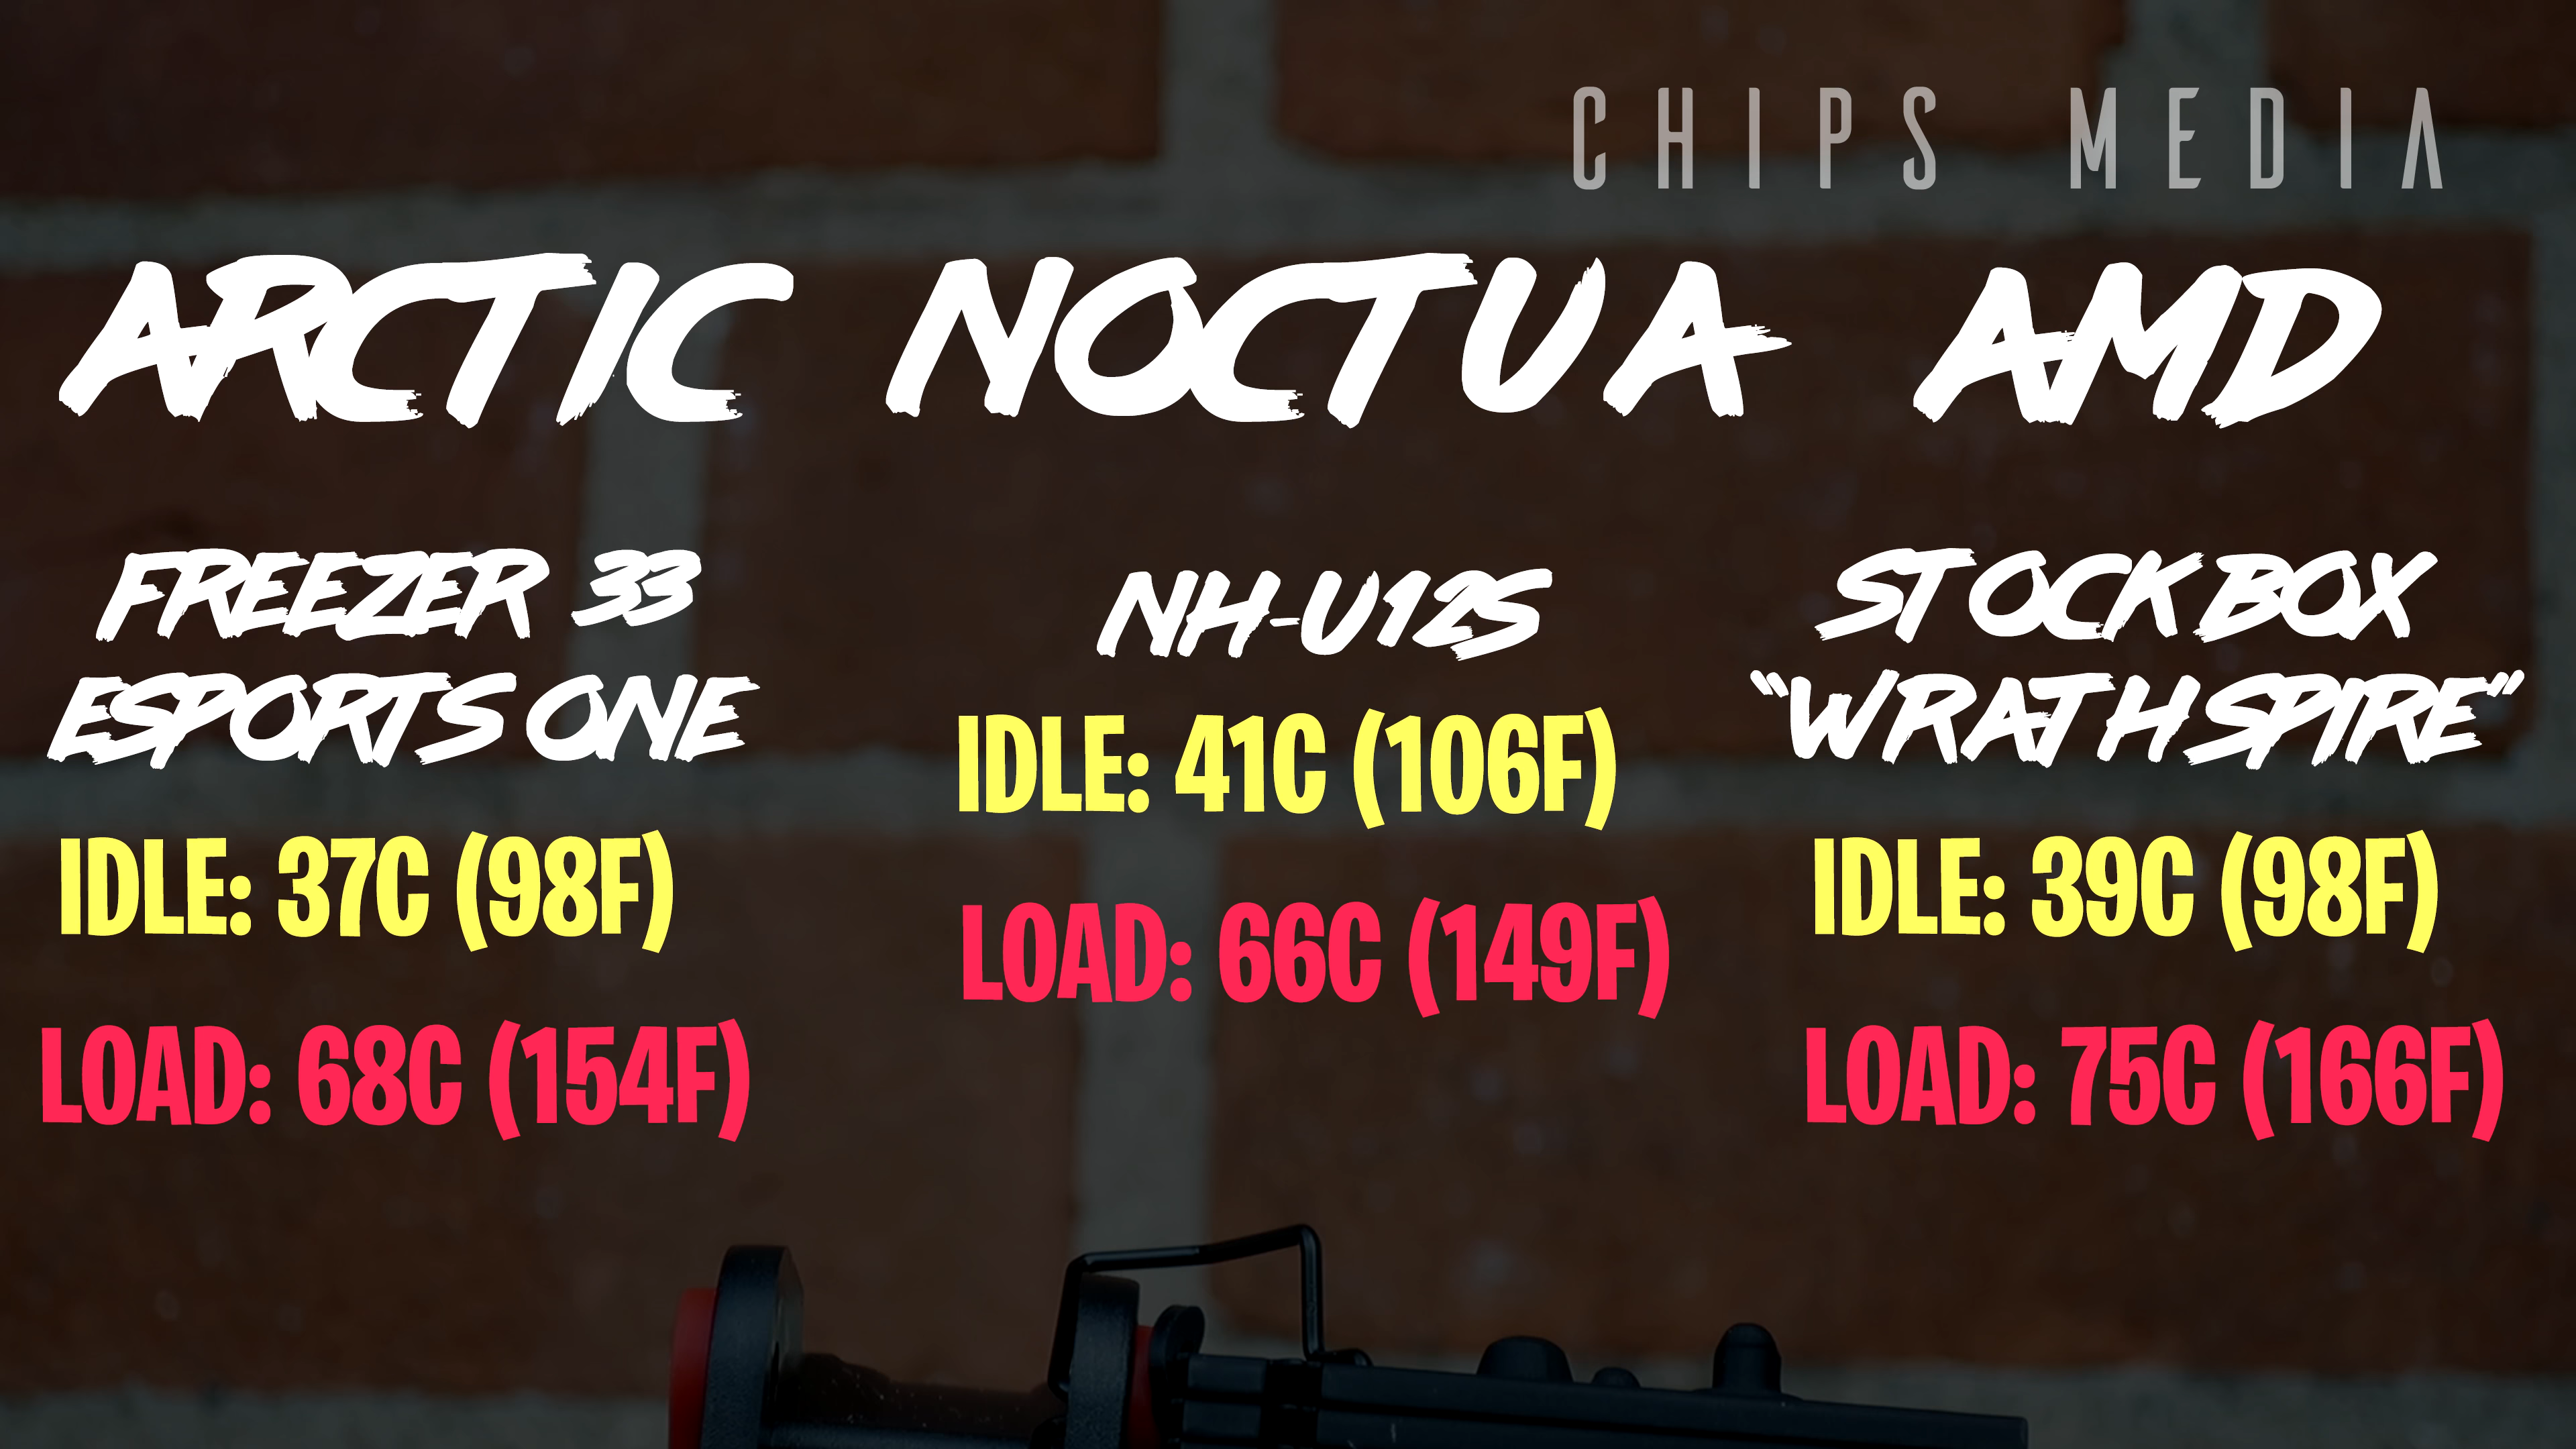 CHIPS MEDIA
ARCTIC
FREEZER 33
ESPORTS ONE
IDLE: 37C (98F)
LOAD: 68C (154F)
NOCTUA
NH-U12S
IDLE: 41C (106F)
LOAD: 66C (149F)
AMD
STOCK BOX
"WRATH SPIRE"
IDLE: 39C (98F)
LOAD: 75C (166F)